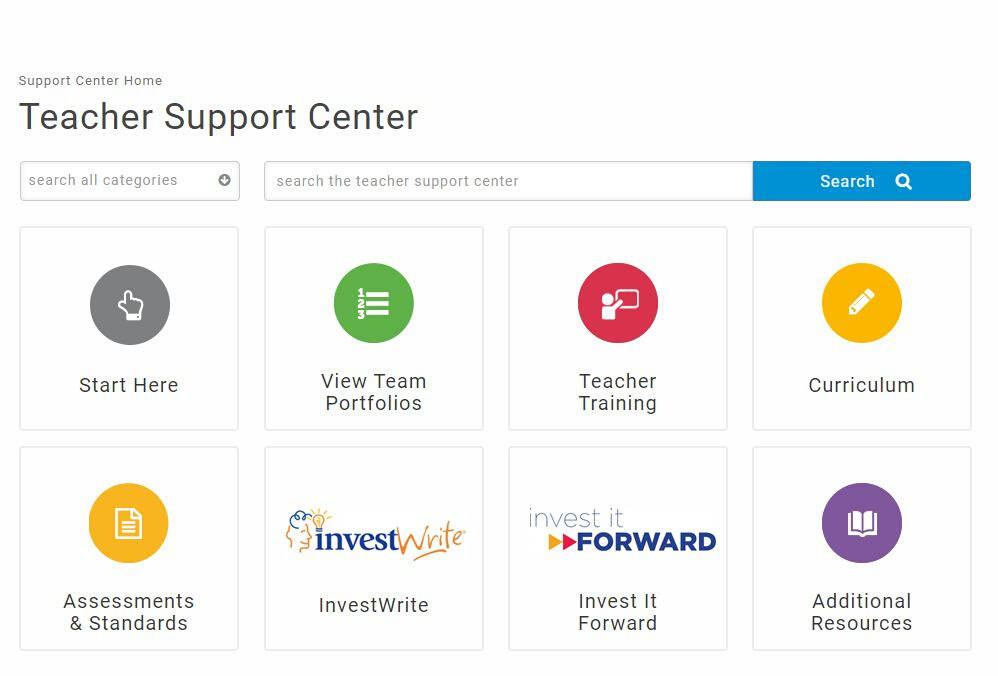 Support Center Home
Teacher Support Center
search all categories
search the teacher support center
Search
1
2
3
Start Here
View Team
Portfolios
Teacher
Training
Curriculum
investWrite®
invest it
FORWARD
Assessments
& Standards
InvestWrite
Invest It
Forward
Additional
Resources